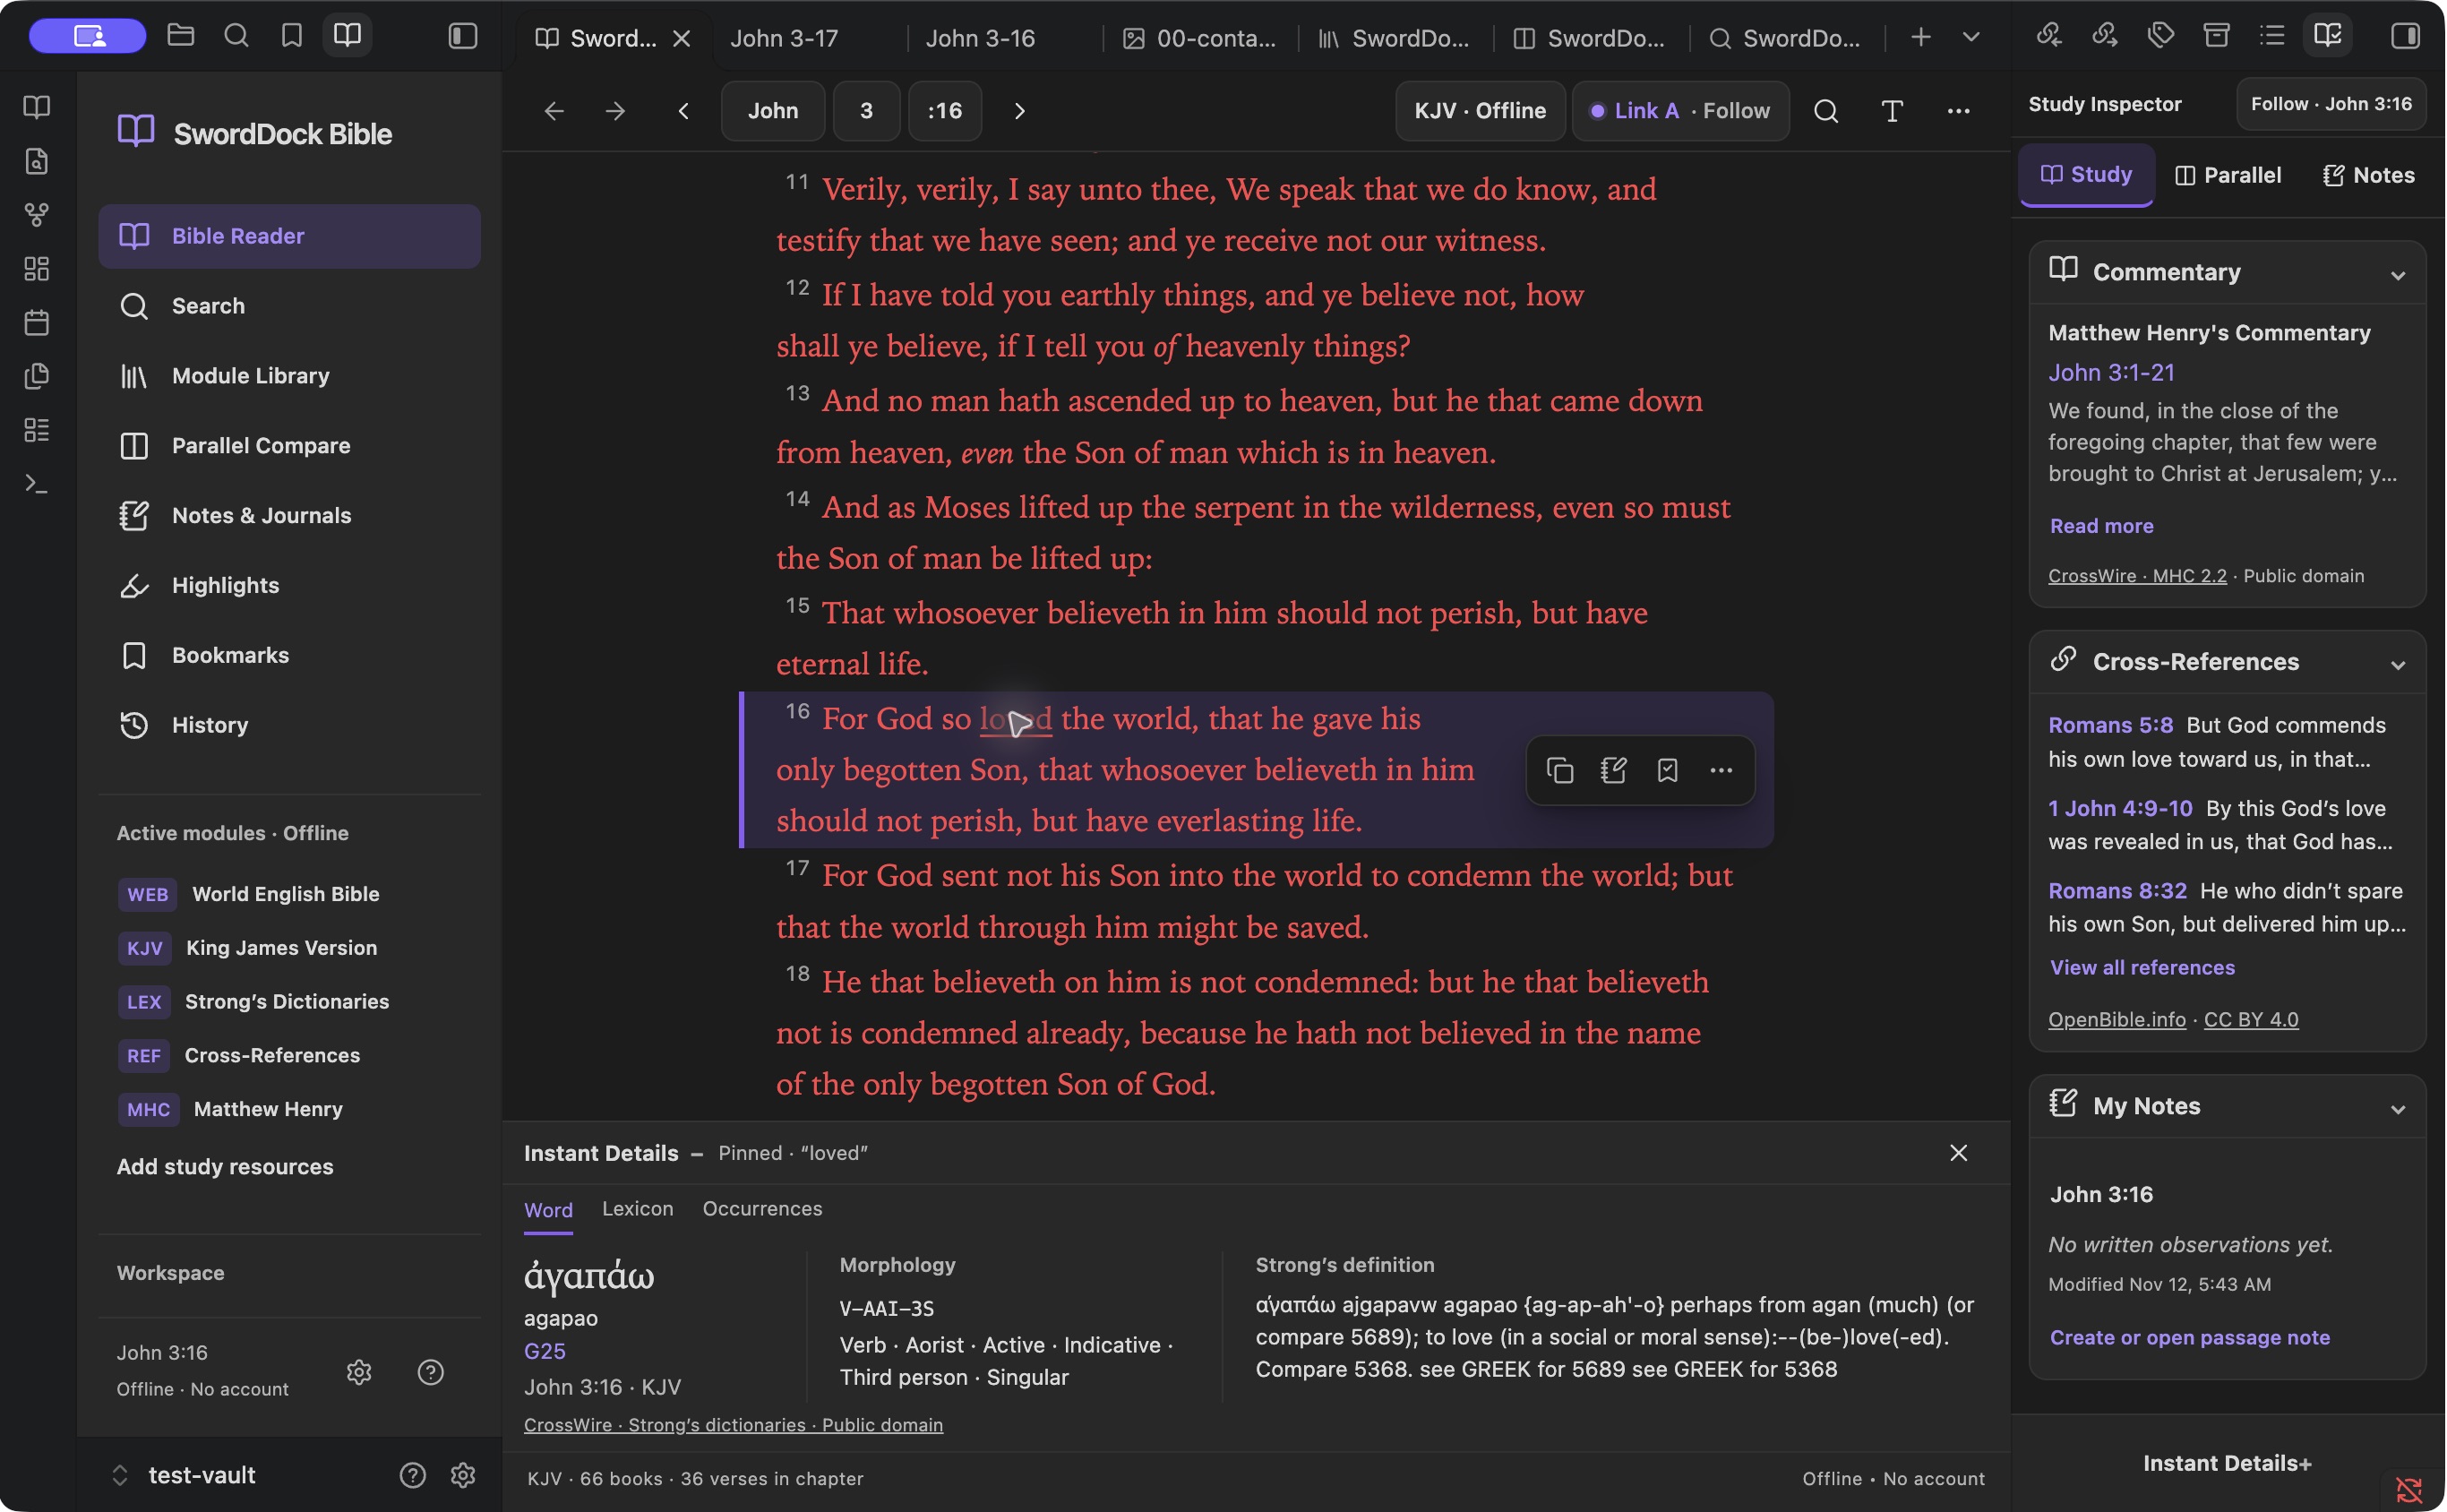 Sword...
John 3-17
John 3-16
00-conta...
SwordDo...
SwordDo...
SwordDo...
SwordDock Bible
Bible Reader
Search
Module Library
Parallel Compare
Notes & Journals
Highlights
Bookmarks
History
Active modules · Offline
WEB World English Bible
KJV King James Version
LEX Strong’s Dictionaries
REF Cross-References
MHC Matthew Henry
Add study resources
Workspace
John 3:16
Offline · No account
test-vault
John 3 :16
KJV · Offline
Link A · Follow
11 Verily, verily, I say unto thee, We speak that we do know, and
testify that we have seen; and ye receive not our witness.
12 If I have told you earthly things, and ye believe not, how
shall ye believe, if I tell you of heavenly things?
13 And no man hath ascended up to heaven, but he that came down
from heaven, even the Son of man which is in heaven.
14 And as Moses lifted up the serpent in the wilderness, even so must
the Son of man be lifted up:
15 That whosoever believeth in him should not perish, but have
eternal life.
16 For God so loved the world, that he gave his
only begotten Son, that whosoever believeth in him
should not perish, but have everlasting life.
17 For God sent not his Son into the world to condemn the world; but
that the world through him might be saved.
18 He that believeth on him is not condemned: but he that believeth
not is condemned already, because he hath not believed in the name
of the only begotten Son of God.
Instant Details – Pinned · “loved”
Word Lexicon Occurrences
ἀγαπάω
agapao
G25
John 3:16 · KJV
Morphology
V–AAI–3S
Verb · Aorist · Active · Indicative ·
Third person · Singular
Strong’s definition
αγαπάω ajgapavw agapao {ag-ap-ah'-o} perhaps from agan (much) (or
compare 5689); to love (in a social or moral sense):--(be-)love(-ed).
Compare 5368. see GREEK for 5689 see GREEK for 5368
CrossWire · Strong’s dictionaries · Public domain
KJV · 66 books · 36 verses in chapter
Offline • No account
Study Inspector
Follow · John 3:16
Study Parallel Notes
Commentary
Matthew Henry's Commentary
John 3:1-21
We found, in the close of the
foregoing chapter, that few were
brought to Christ at Jerusalem; y...
Read more
CrossWire · MHC 2.2 · Public domain
Cross-References
Romans 5:8 But God commends
his own love toward us, in that...
1 John 4:9-10 By this God’s love
was revealed in us, that God has...
Romans 8:32 He who didn’t spare
his own Son, but delivered him up...
View all references
OpenBible.info · CC BY 4.0
My Notes
John 3:16
No written observations yet.
Modified Nov 12, 5:43 AM
Create or open passage note
Instant Details+